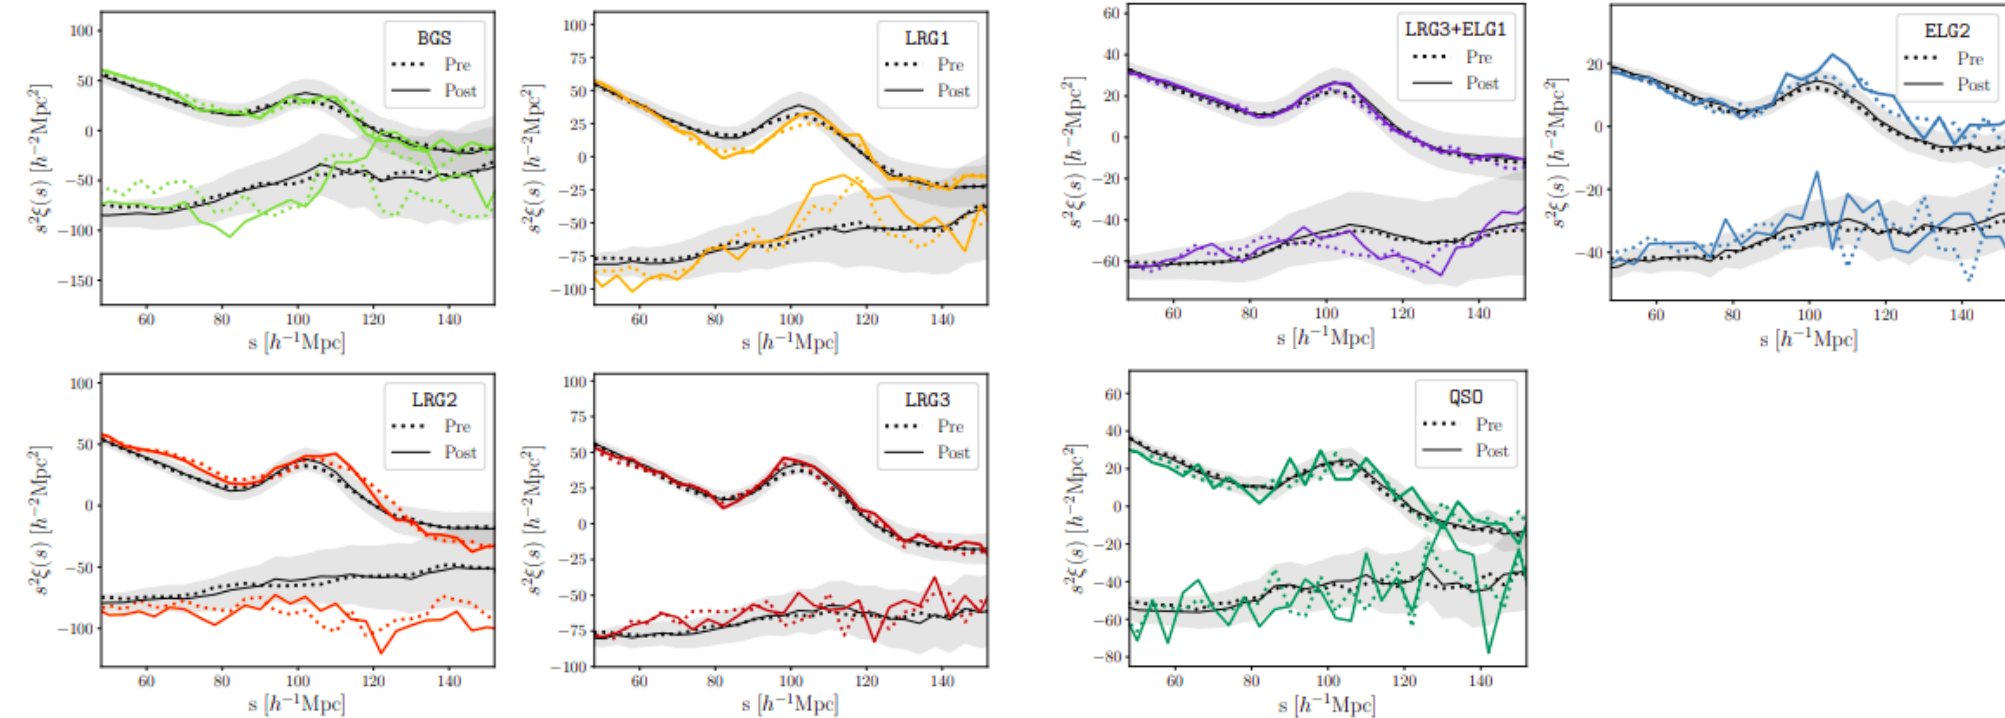 BGS
Pre
Post
100
50
0
−50
−100
−150
s²ξ(s) [h⁻²Mpc²]
60 80 100 120 140
s [h⁻¹Mpc]
LRG1
Pre
Post
100
75
50
25
0
−25
−50
−75
−100
s²ξ(s) [h⁻²Mpc²]
60 80 100 120 140
s [h⁻¹Mpc]
LRG3+ELG1
Pre
Post
60
40
20
0
−20
−40
−60
s²ξ(s) [h⁻²Mpc²]
60 80 100 120 140
s [h⁻¹Mpc]
ELG2
Pre
Post
20
0
−20
−40
s²ξ(s) [h⁻²Mpc²]
60 80 100 120 140
s [h⁻¹Mpc]
LRG2
Pre
Post
100
50
0
−50
−100
s²ξ(s) [h⁻²Mpc²]
60 80 100 120 140
s [h⁻¹Mpc]
LRG3
Pre
Post
100
75
50
25
0
−25
−50
−75
−100
s²ξ(s) [h⁻²Mpc²]
60 80 100 120 140
s [h⁻¹Mpc]
QSO
Pre
Post
60
40
20
0
−20
−40
−60
−80
s²ξ(s) [h⁻²Mpc²]
60 80 100 120 140
s [h⁻¹Mpc]